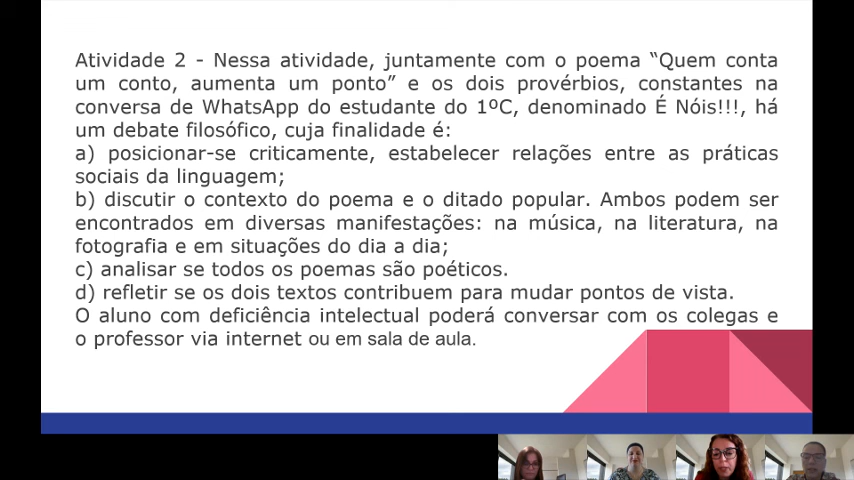 Atividade 2 - Nessa atividade, juntamente com o poema “Quem conta
um conto, aumenta um ponto” e os dois provérbios, constantes na
conversa de WhatsApp do estudante do 1ºC, denominado É Nóis!!!, há
um debate filosófico, cuja finalidade é:
a) posicionar-se criticamente, estabelecer relações entre as práticas
sociais da linguagem;
b) discutir o contexto do poema e o ditado popular. Ambos podem ser
encontrados em diversas manifestações: na música, na literatura, na
fotografia e em situações do dia a dia;
c) analisar se todos os poemas são poéticos.
d) refletir se os dois textos contribuem para mudar pontos de vista.
O aluno com deficiência intelectual poderá conversar com os colegas e
o professor via internet ou em sala de aula.